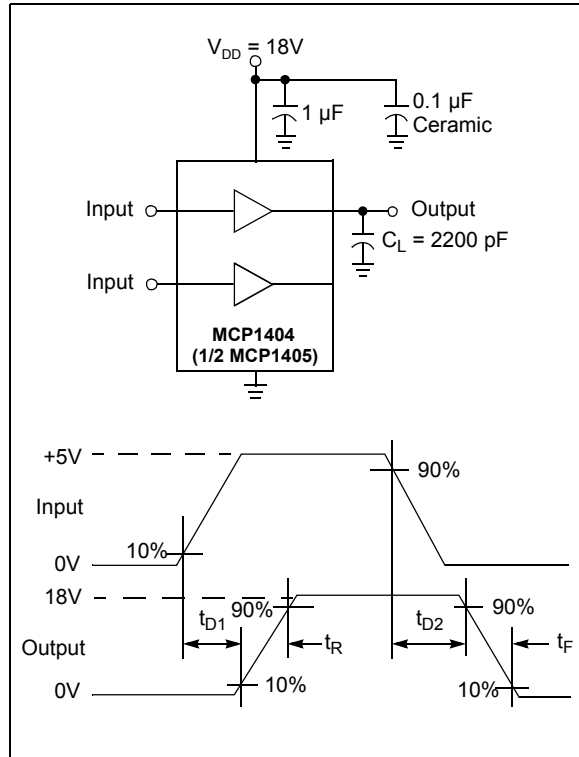 V_DD = 18V
1 µF
0.1 µF
Ceramic
Input
Output
C_L = 2200 pF
Input
MCP1404
(1/2 MCP1405)
+5V
Input
90%
10%
0V
18V
90%
t_D1
t_R
t_D2
90%
t_F
Output
10%
10%
0V